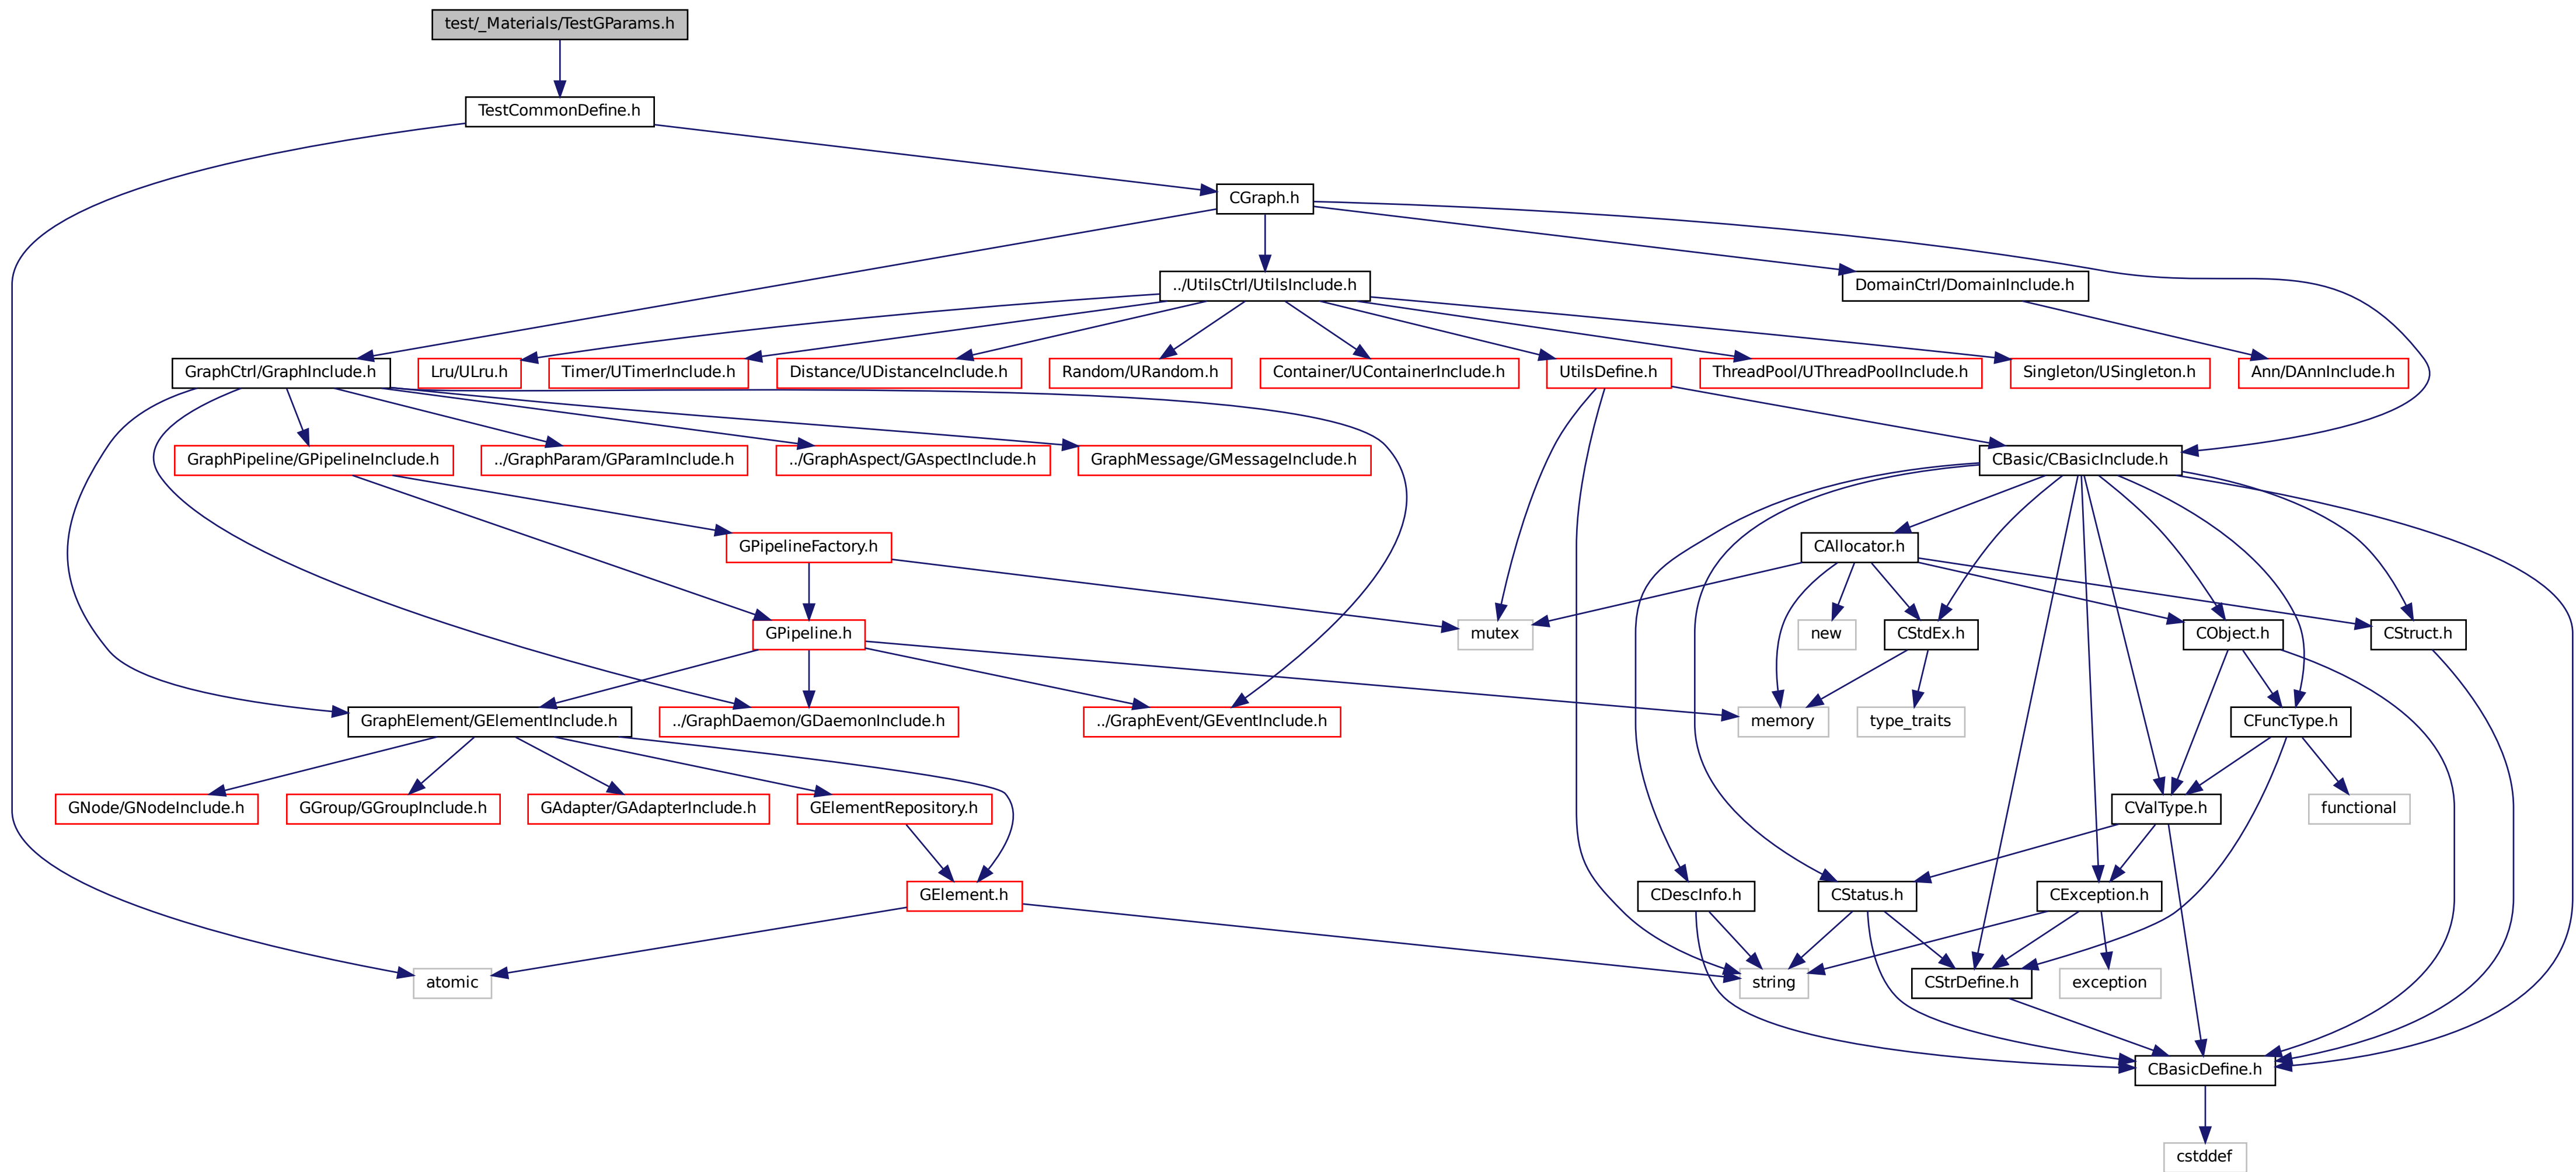 test/_Materials/TestGParams.h
TestCommonDefine.h
CGraph.h
../UtilsCtrl/UtilsInclude.h
DomainCtrl/DomainInclude.h
GraphCtrl/GraphInclude.h
Lru/ULru.h
Timer/UTimerInclude.h
Distance/UDistanceInclude.h
Random/URandom.h
Container/UContainerInclude.h
UtilsDefine.h
ThreadPool/UThreadPoolInclude.h
Singleton/USingleton.h
Ann/DAnnInclude.h
GraphPipeline/GPipelineInclude.h
../GraphParam/GParamInclude.h
../GraphAspect/GAspectInclude.h
GraphMessage/GMessageInclude.h
CBasic/CBasicInclude.h
GPipelineFactory.h
CAllocator.h
GPipeline.h
mutex
new
CStdEx.h
CObject.h
CStruct.h
GraphElement/GElementInclude.h
../GraphDaemon/GDaemonInclude.h
../GraphEvent/GEventInclude.h
memory
type_traits
CFuncType.h
GNode/GNodeInclude.h
GGroup/GGroupInclude.h
GAdapter/GAdapterInclude.h
GElementRepository.h
CValType.h
functional
GElement.h
CDescInfo.h
CStatus.h
CException.h
atomic
string
CStrDefine.h
exception
CBasicDefine.h
cstddef